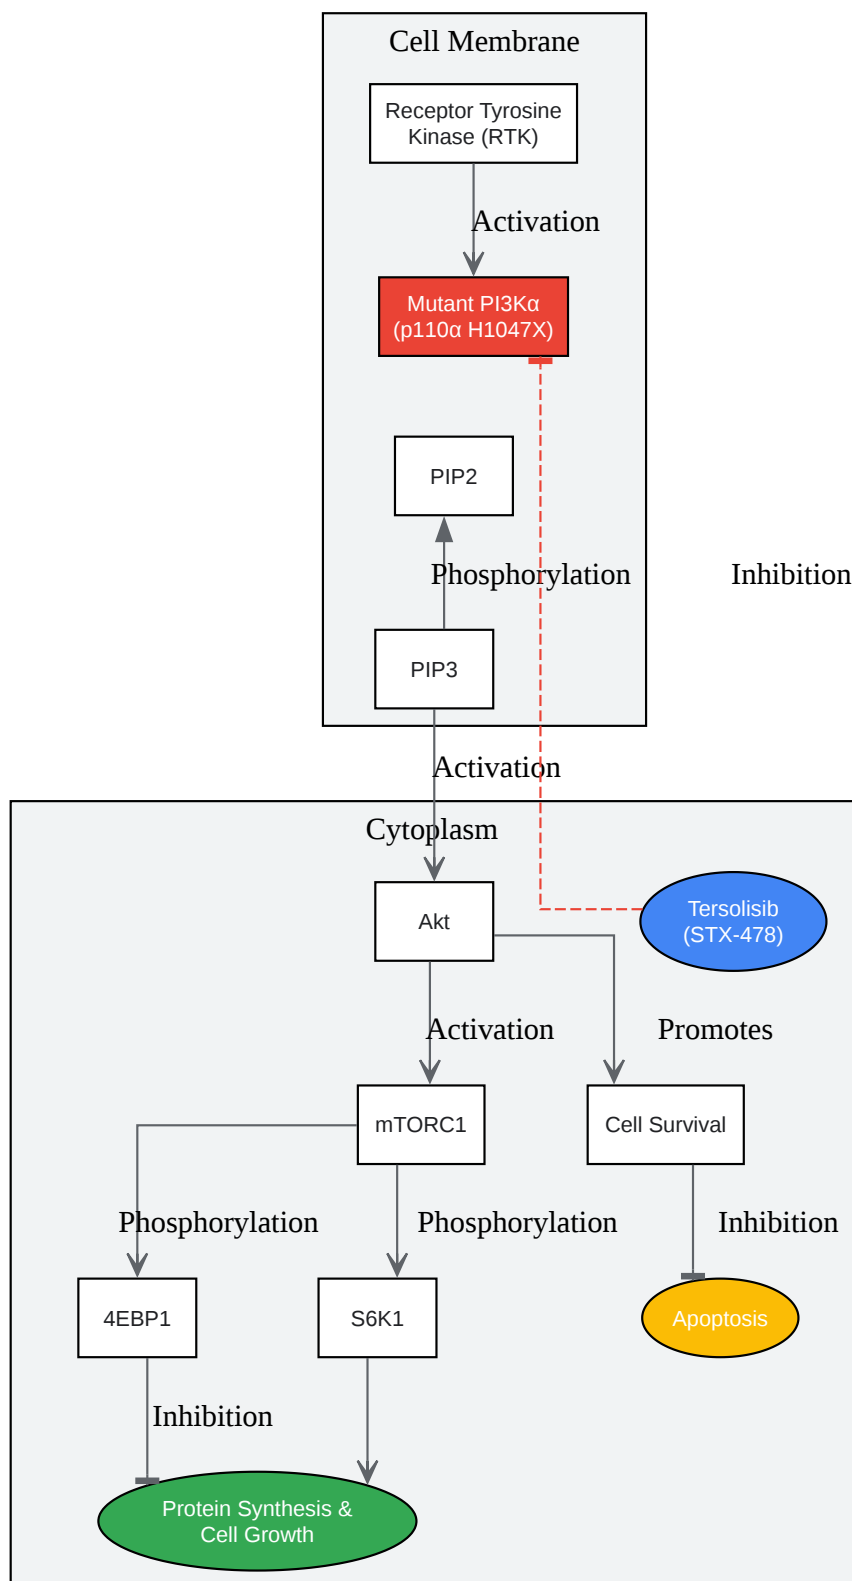 Cell Membrane
Receptor Tyrosine
Kinase (RTK)
Activation
Mutant PI3Kα
(p110α H1047X)
PIP2
Phosphorylation
Inhibition
PIP3
Activation
Cytoplasm
Akt
Tersolisib
(STX-478)
Activation
Promotes
mTORC1
Cell Survival
Phosphorylation
Phosphorylation
Inhibition
4EBP1
S6K1
Apoptosis
Inhibition
Protein Synthesis &
Cell Growth